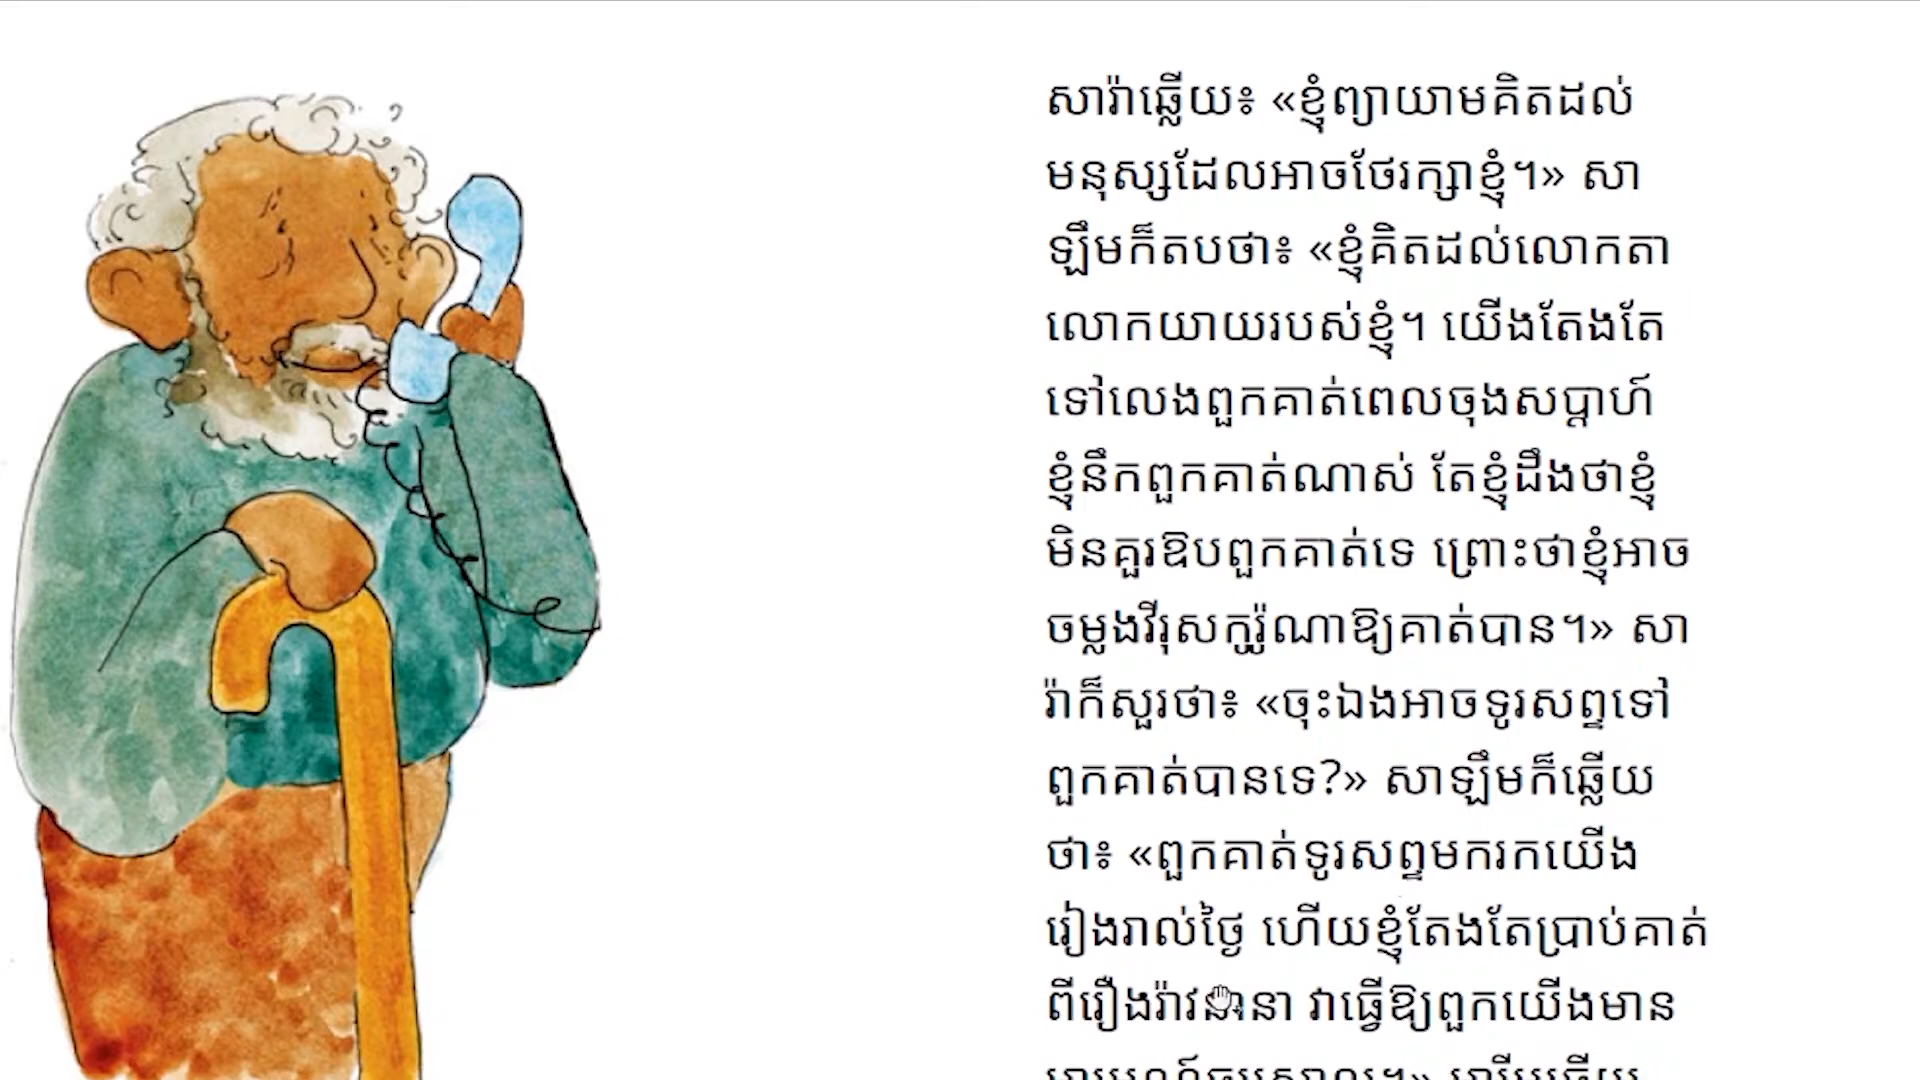 សារ៉ាឆ្លើយ៖ «ខ្ញុំព្យាយាមគិតដល់
មនុស្សដែលអាចថែរក្សាខ្ញុំ។» សា
ឡឹមក៏តបថា៖ «ខ្ញុំគិតដល់លោកតា
លោកយាយរបស់ខ្ញុំ។ យើងតែងតែ
ទៅលេងពួកគាត់ពេលចុងសប្តាហ៍
ខ្ញុំនឹកពួកគាត់ណាស់ តែខ្ញុំដឹងថាខ្ញុំ
មិនគួរឱបពួកគាត់ទេ ព្រោះថាខ្ញុំអាច
ចម្លងវីរុសកូរ៉ូណាឱ្យគាត់បាន។» សា
រ៉ាក៏សួរថា៖ «ចុះឯងអាចទូរសព្ទទៅ
ពួកគាត់បានទេ?» សាឡឹមក៏ឆ្លើយ
ថា៖ «ពួកគាត់ទូរសព្ទមករកយើង
រៀងរាល់ថ្ងៃ ហើយខ្ញុំតែងតែប្រាប់គាត់
ពីរឿងរ៉ាវនានា វាធ្វើឱ្យពួកយើងមាន